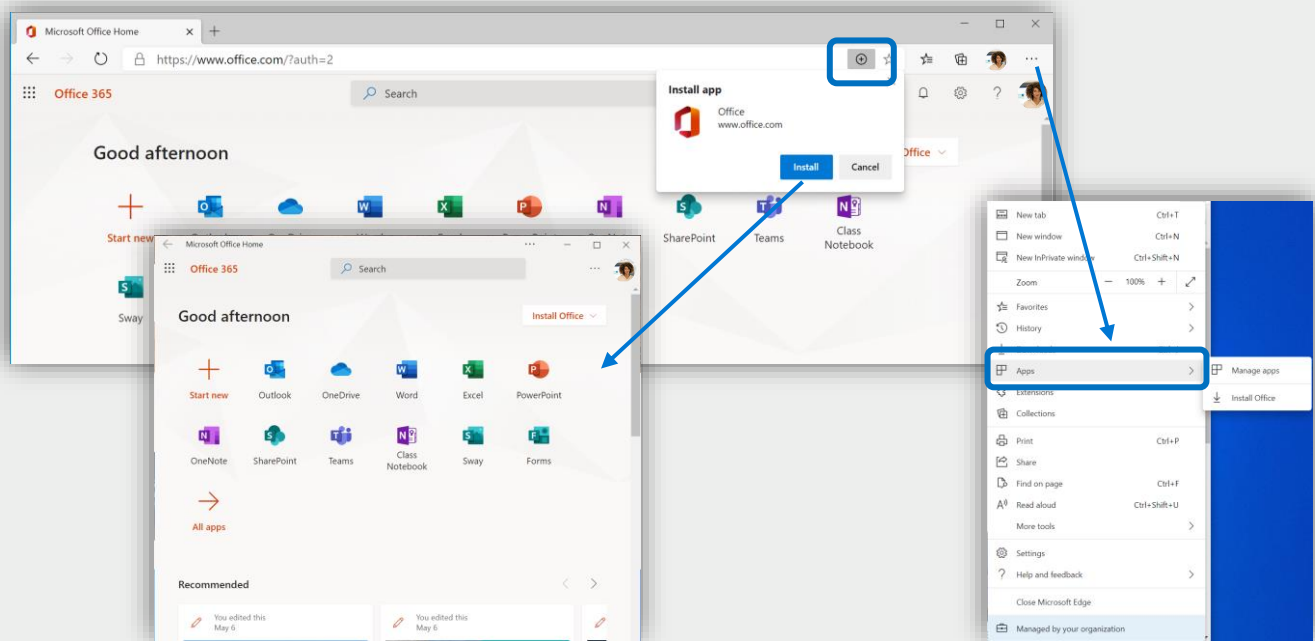 Microsoft Office Home
https://www.office.com/?auth=2
Office 365
Search
Install app
Office
www.office.com
Install
Cancel
Good afternoon
Office
Start new
SharePoint
Teams
Class
Notebook
Sway
Microsoft Office Home
Office 365
Search
Good afternoon
Install Office
Start new
Outlook
OneDrive
Word
Excel
PowerPoint
OneNote
SharePoint
Teams
Class
Notebook
Sway
Forms
All apps
Recommended
You edited this
May 6
You edited this
May 6
New tab Ctrl+T
New window Ctrl+N
New InPrivate window Ctrl+Shift+N
Zoom 100%
Favorites
History
Apps
Manage apps
Install Office
Extensions
Collections
Print Ctrl+P
Share
Find on page Ctrl+F
Read aloud Ctrl+Shift+U
More tools
Settings
Help and feedback
Close Microsoft Edge
Managed by your organization